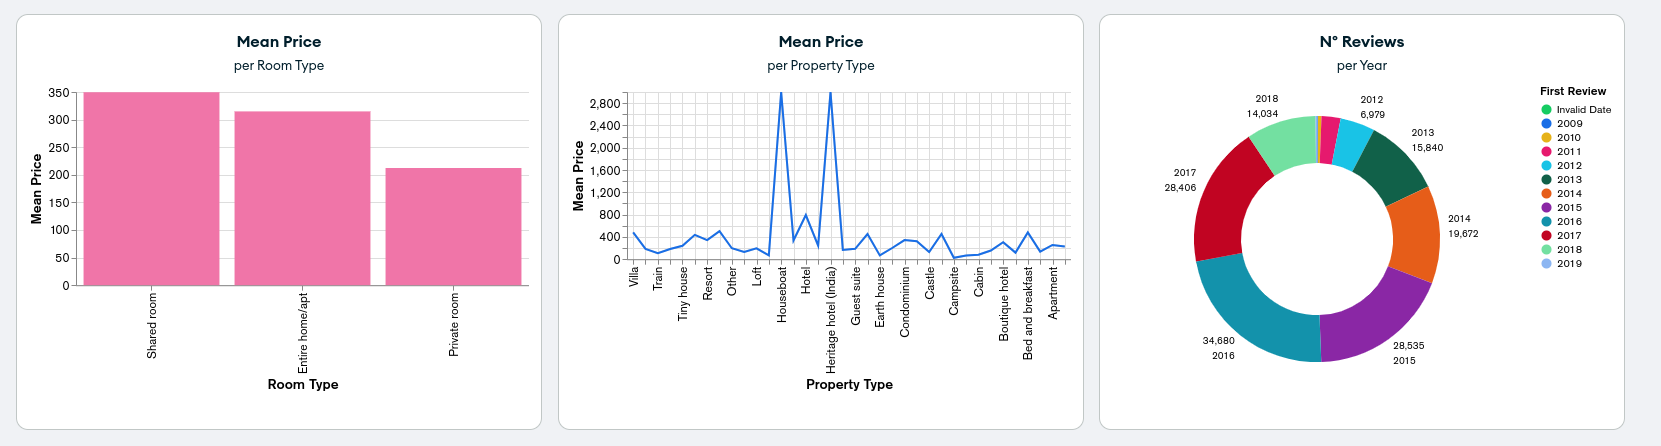 Mean Price
per Room Type
350
300
250
200
150
100
50
0
Mean Price
Shared room
Entire home/apt
Private room
Room Type
Mean Price
per Property Type
2,800
2,400
2,000
1,600
1,200
800
400
0
Mean Price
Villa
Train
Tiny house
Resort
Other
Loft
Houseboat
Hotel
Heritage hotel (India)
Guest suite
Earth house
Condominium
Castle
Campsite
Cabin
Boutique hotel
Bed and breakfast
Apartment
Property Type
N° Reviews
per Year
2018
14,034
2012
6,979
2013
15,840
2017
28,406
2014
19,672
34,680
2016
28,535
2015
First Review
Invalid Date
2009
2010
2011
2012
2013
2014
2015
2016
2017
2018
2019